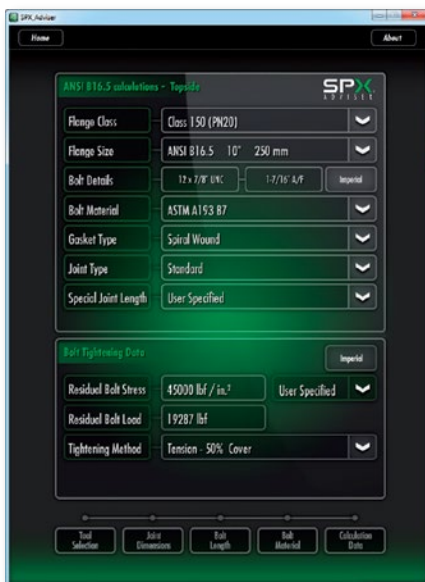 SPX_Adviser
Home About
ANSI B16.5 calculations - Topside SPX
ADVISER
Flange Class Class 150 (PN20)
Flange Size ANSI B16.5 10" 250 mm
Bolt Details 12 x 7/8" UNC 1-7/16" A/F Imperial
Bolt Material ASTM A193 B7
Gasket Type Spiral Wound
Joint Type Standard
Special Joint Length User Specified
Bolt Tightening Data Imperial
Residual Bolt Stress 45000 lbf / in.² User Specified
Residual Bolt Load 19287 lbf
Tightening Method Tension - 50% Cover
Tool Selection Joint Dimensions Bolt Length Bolt Material Calculation Data